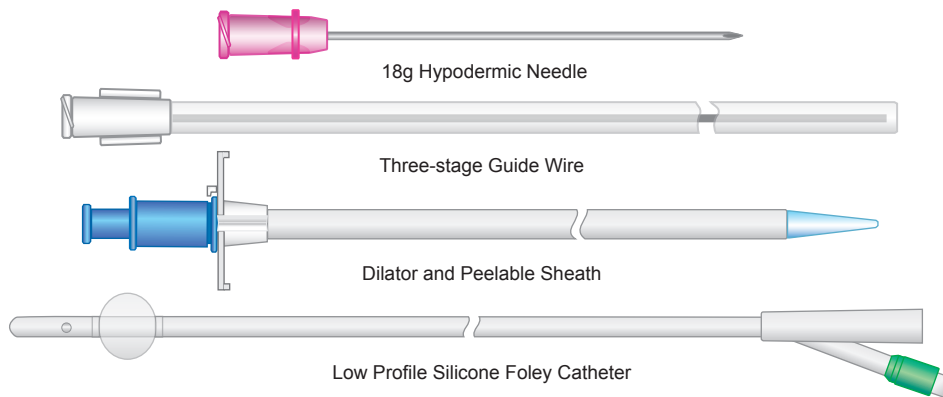 18g Hypodermic Needle
Three-stage Guide Wire
Dilator and Peelable Sheath
Low Profile Silicone Foley Catheter